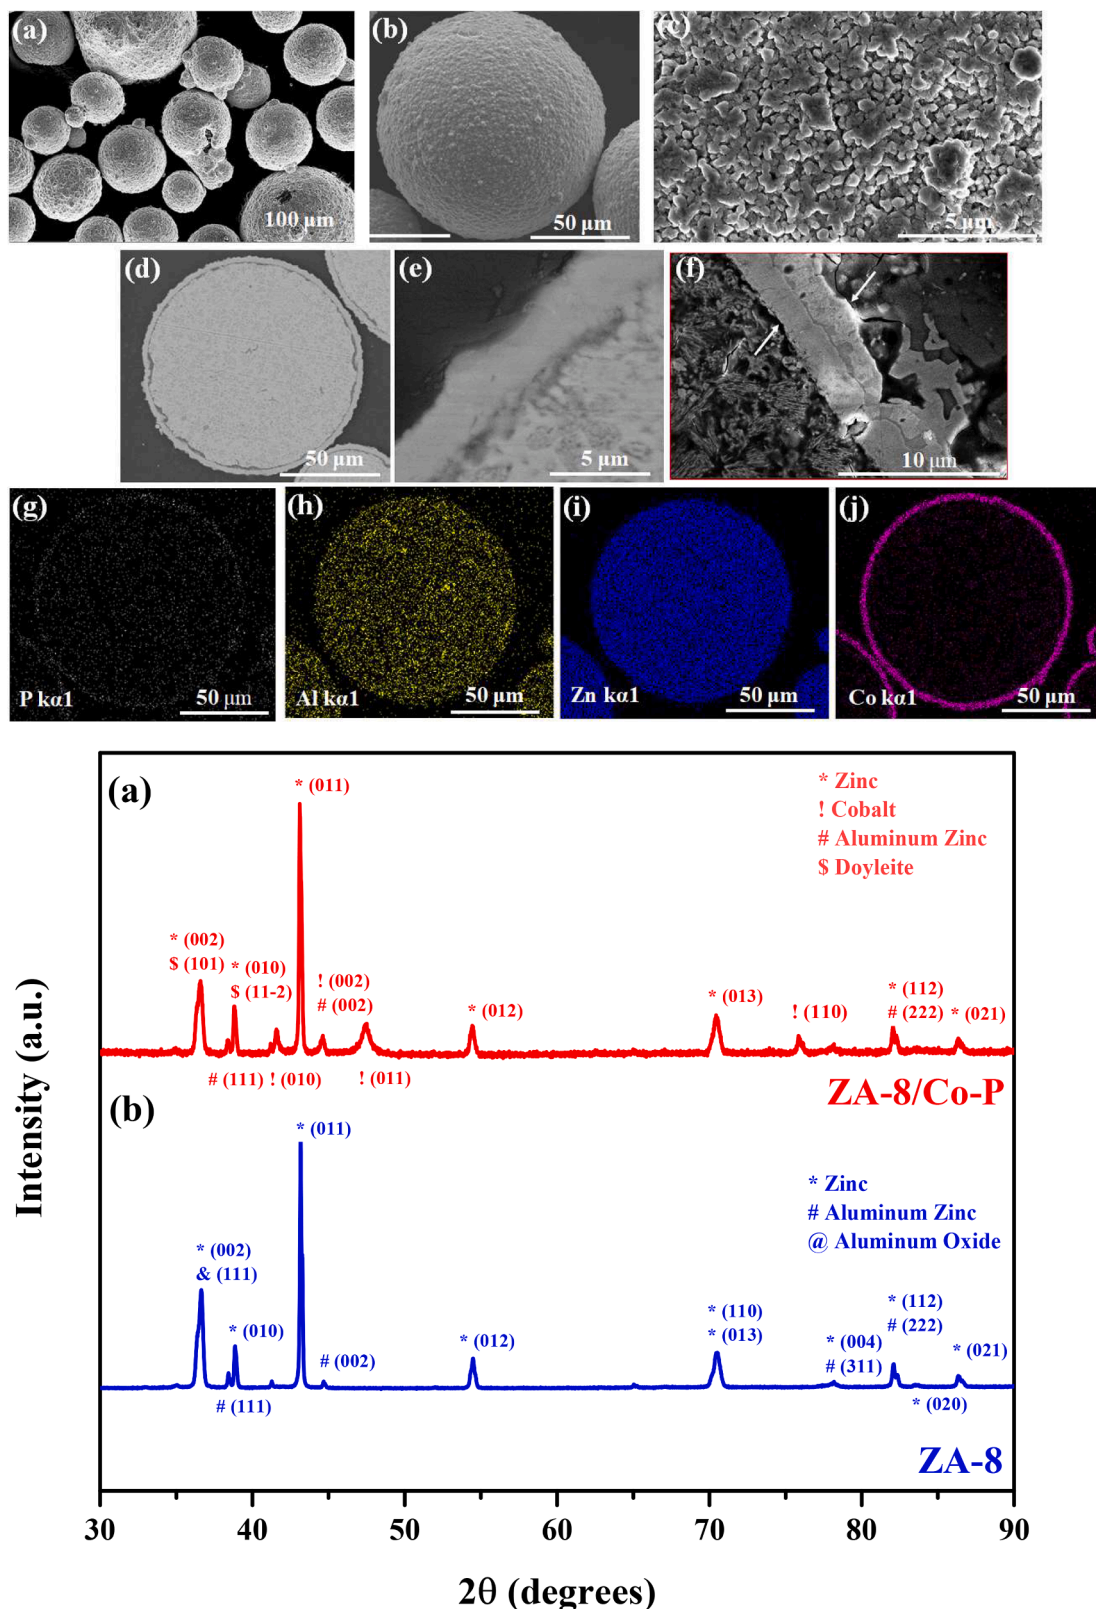 (a)
100 μm
(b)
50 μm
(c)
5 μm
(d)
50 μm
(e)
5 μm
(f)
10 μm
(g)
P kα1
50 μm
(h)
Al kα1
50 μm
(i)
Zn kα1
50 μm
(j)
Co kα1
50 μm
(a)
* (011)
* Zinc
! Cobalt
# Aluminum Zinc
$ Doyleite
* (002)
$ (101)
* (010)
$ (11-2)
! (002)
# (002)
* (012)
* (013)
! (110)
* (112)
# (222)
* (021)
# (111)
! (010)
! (011)
ZA-8/Co-P
(b)
* (011)
* Zinc
# Aluminum Zinc
@ Aluminum Oxide
* (002)
& (111)
* (010)
# (111)
# (002)
* (012)
* (110)
* (013)
* (004)
# (311)
* (112)
# (222)
* (021)
* (020)
ZA-8
Intensity (a.u.)
30 40 50 60 70 80 90
2θ (degrees)